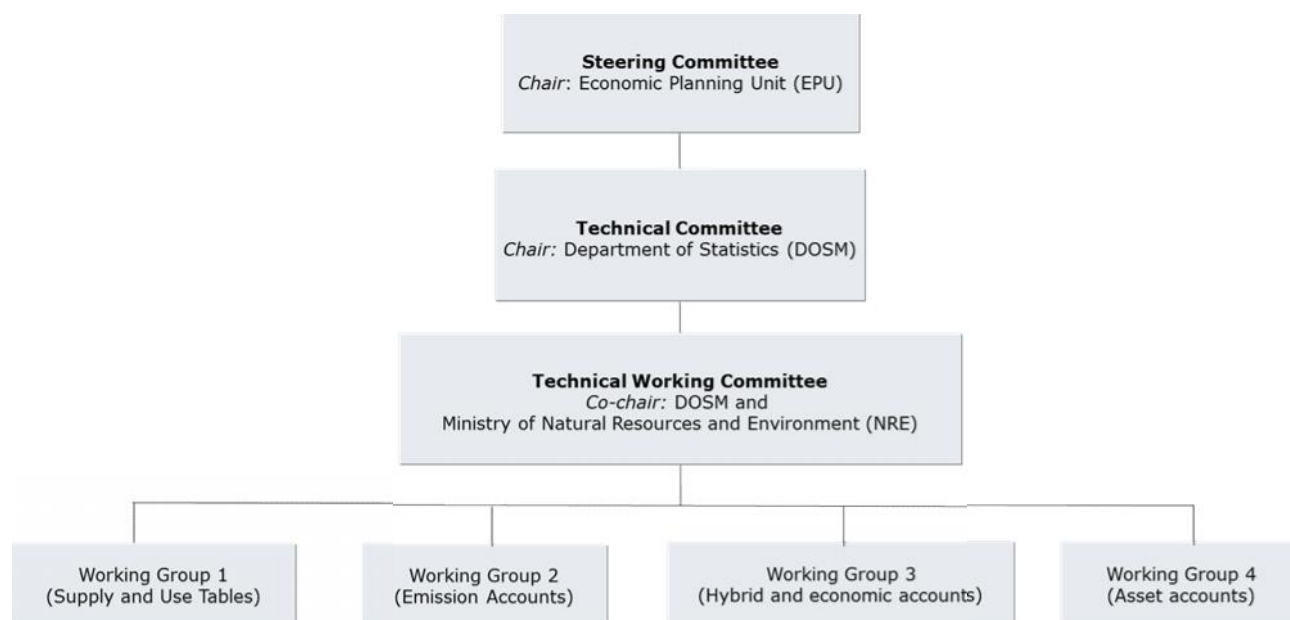 Steering Committee
Chair: Economic Planning Unit (EPU)
Technical Committee
Chair: Department of Statistics (DOSM)
Technical Working Committee
Co-chair: DOSM and
Ministry of Natural Resources and Environment (NRE)
Working Group 1
(Supply and Use Tables)
Working Group 2
(Emission Accounts)
Working Group 3
(Hybrid and economic accounts)
Working Group 4
(Asset accounts)